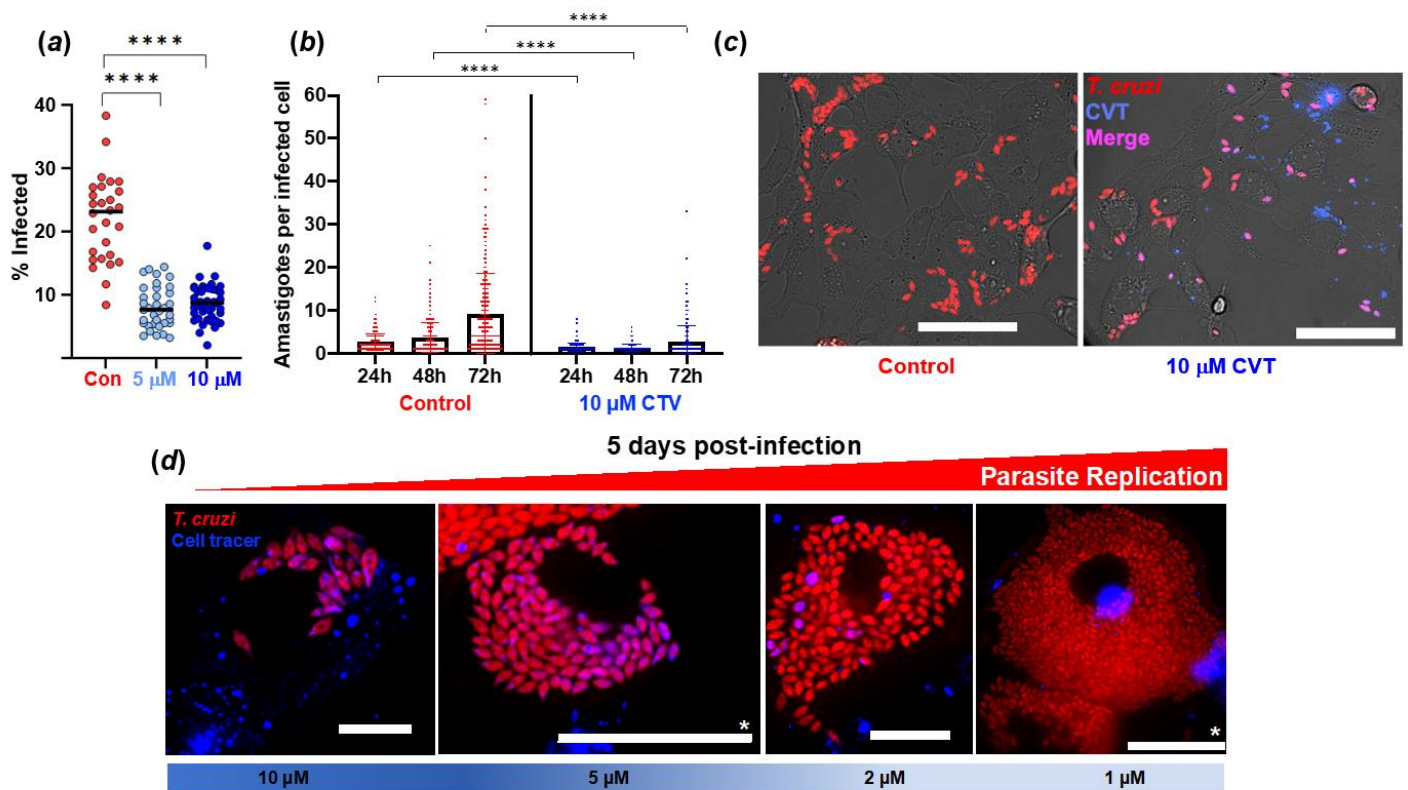 (a)
****
****
% Infected
40
30
20
10
Con 5 µM 10 µM
(b)
****
****
****
Amastigotes per infected cell
60
50
40
30
20
10
0
24h 48h 72h 24h 48h 72h
Control 10 µM CTV
(c)
T. cruzi
CVT
Merge
Control 10 µM CVT
5 days post-infection
(d)
Parasite Replication
T. cruzi
Cell tracer
* *
10 µM 5 µM 2 µM 1 µM